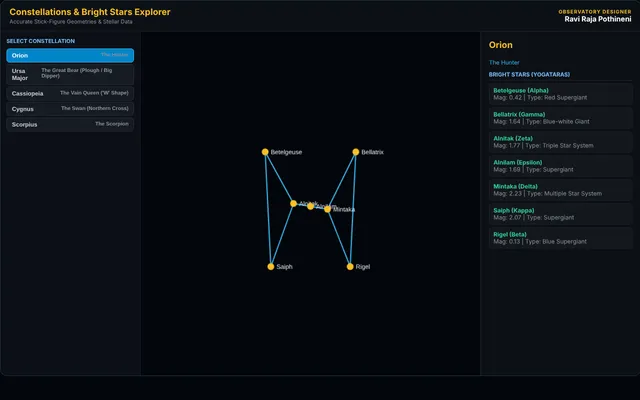 Constellations & Bright Stars Explorer
Accurate Stick-Figure Geometries & Stellar Data
OBSERVATORY DESIGNER
Ravi Raja Pothineni
SELECT CONSTELLATION
Orion The Hunter
Ursa Major The Great Bear (Plough / Big Dipper)
Cassiopeia The Vain Queen ('W' Shape)
Cygnus The Swan (Northern Cross)
Scorpius The Scorpion
Betelgeuse
Bellatrix
Alnitak
Mintaka
Saiph
Rigel
Orion
The Hunter
BRIGHT STARS (YOGATARAS)
Betelgeuse (Alpha)
Mag: 0.42 | Type: Red Supergiant
Bellatrix (Gamma)
Mag: 1.64 | Type: Blue-white Giant
Alnitak (Zeta)
Mag: 1.77 | Type: Triple Star System
Alnilam (Epsilon)
Mag: 1.69 | Type: Supergiant
Mintaka (Delta)
Mag: 2.23 | Type: Multiple Star System
Saiph (Kappa)
Mag: 2.07 | Type: Supergiant
Rigel (Beta)
Mag: 0.13 | Type: Blue Supergiant